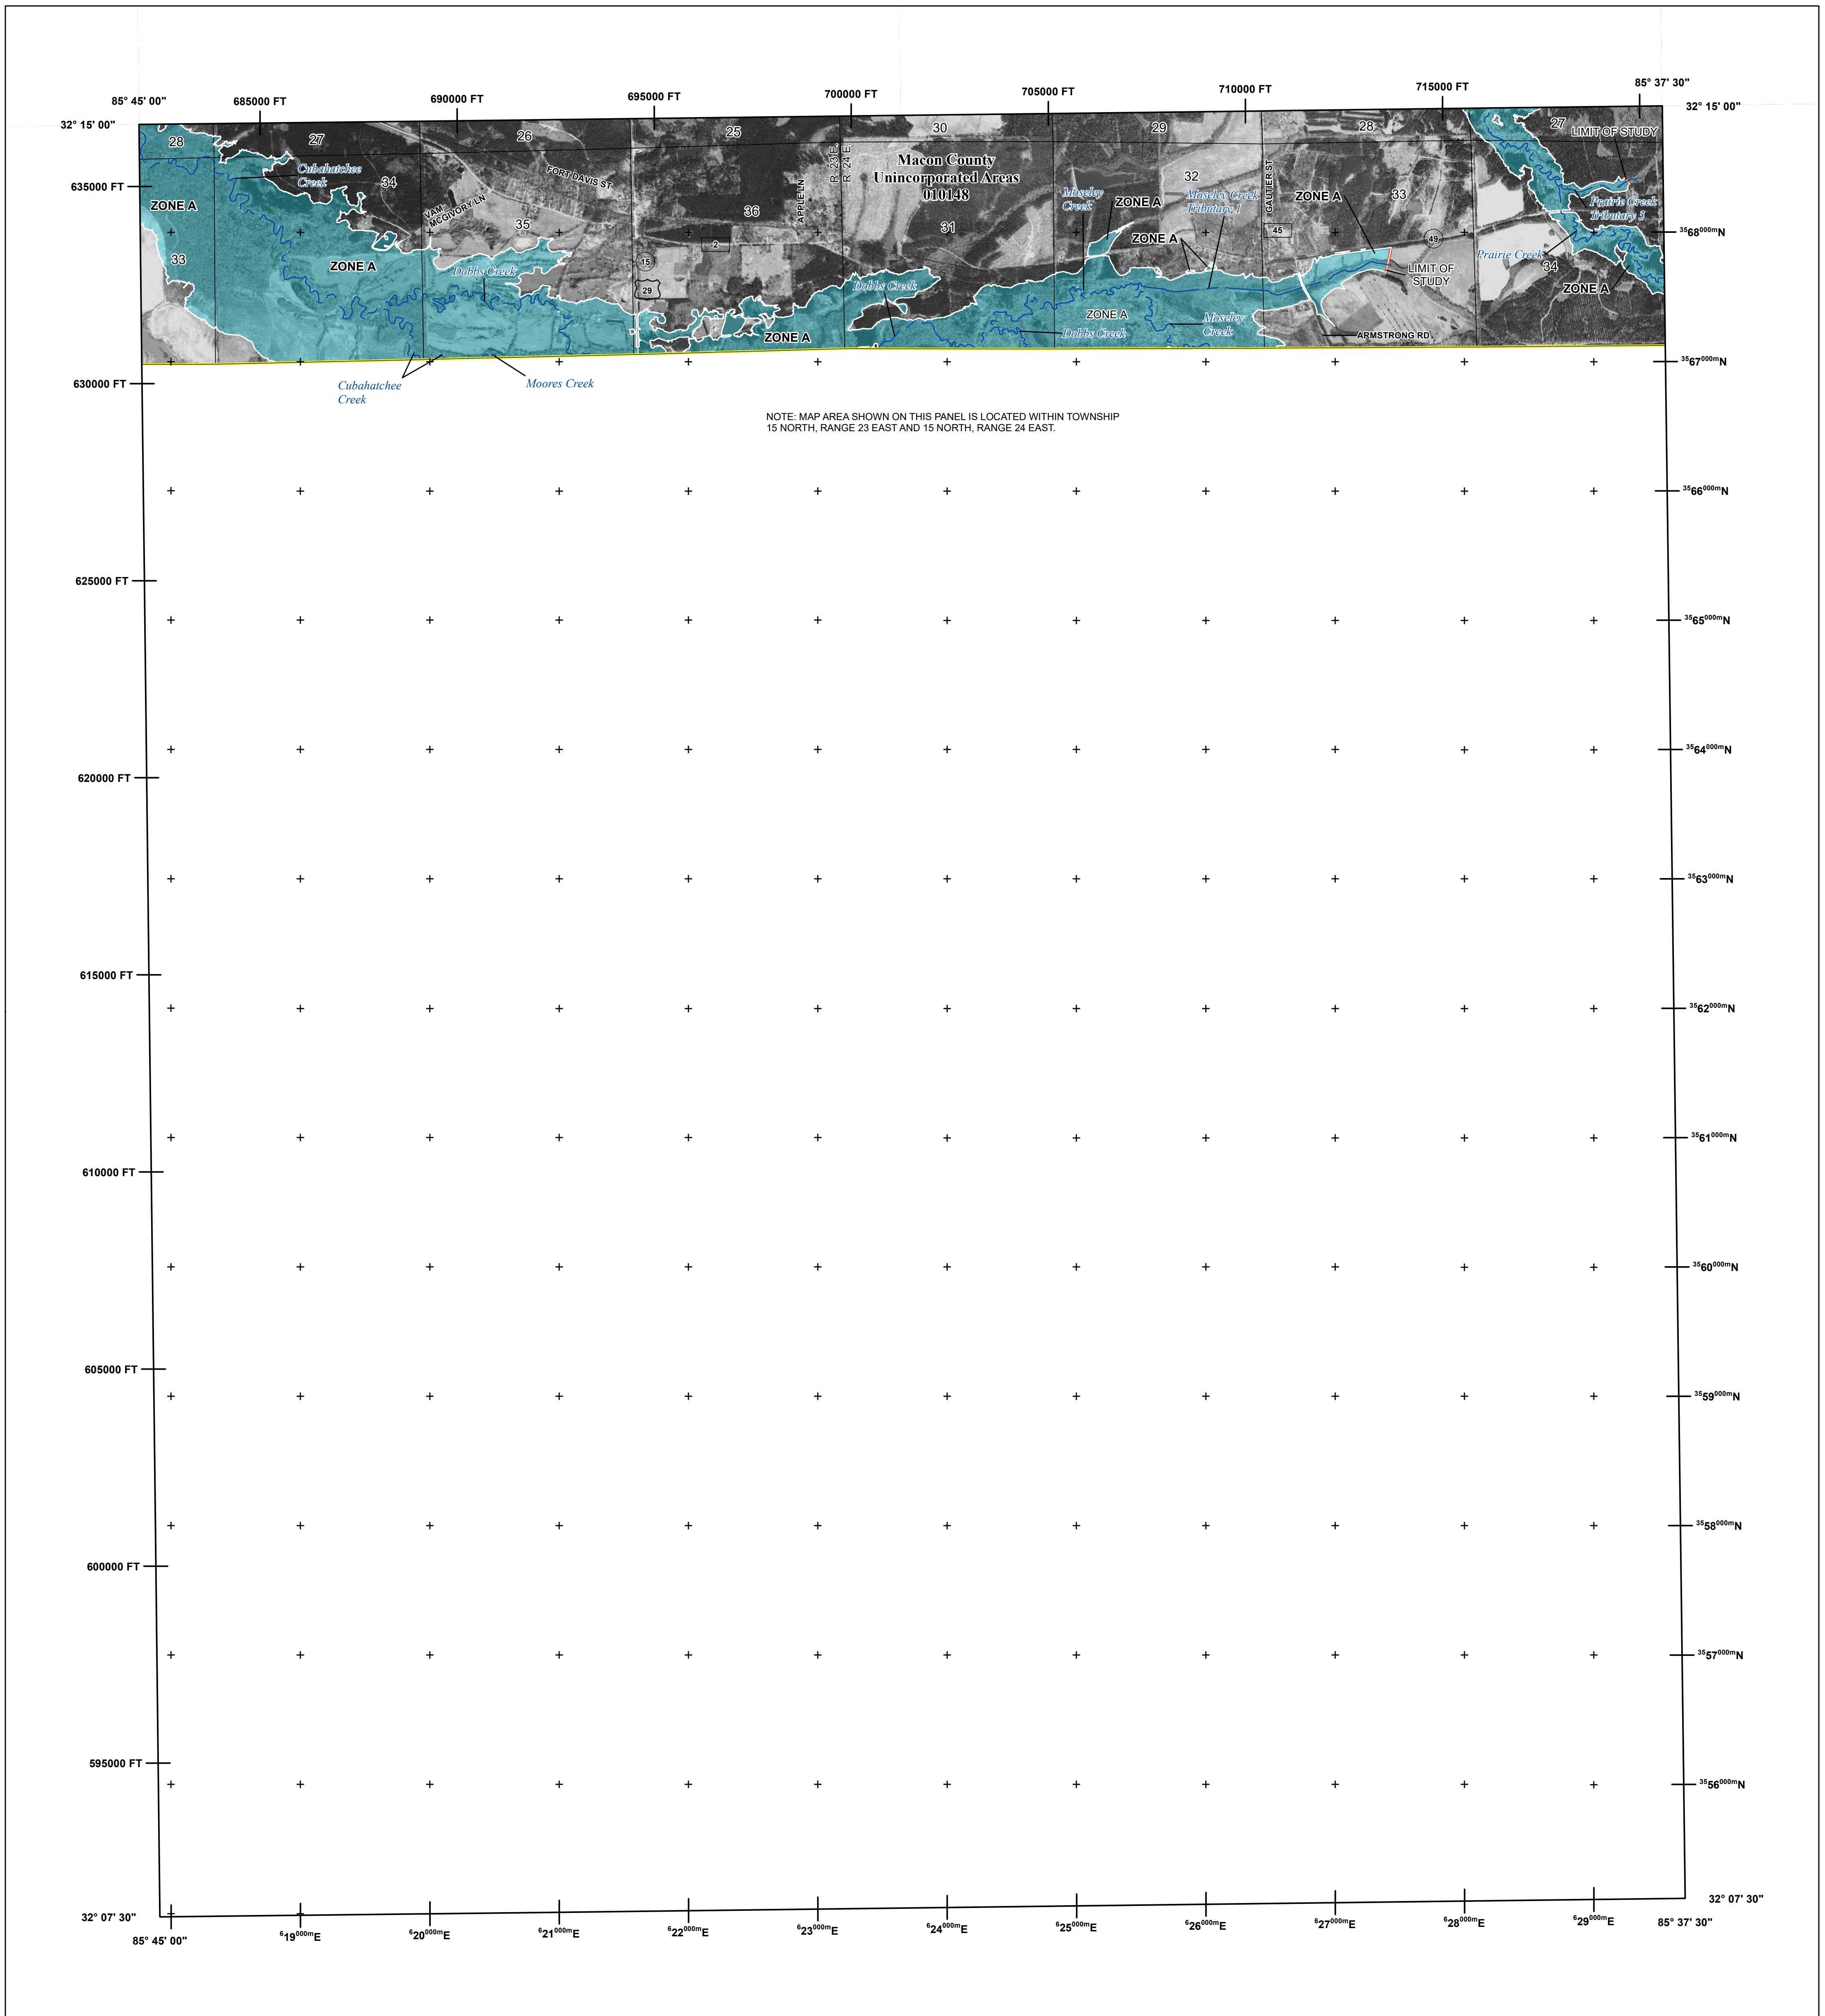 85° 45' 00"
685000 FT
690000 FT
695000 FT
700000 FT
705000 FT
710000 FT
715000 FT
85° 37' 30"
32° 15' 00"
32° 15' 00"
28
27
26
25
30
29
28
27
LIMIT OF STUDY
R. 23 E.
R. 24 E.
Macon County
Unincorporated Areas
010148
Cubahatchee
Creek
34
FORT DAVIS ST
APPLE LN
32
GAUTIER ST
635000 FT
ZONE A
VAM
MCGIVORY LN
35
36
31
Moseley
Creek
ZONE A
Moseley Creek
Tributary 1
ZONE A
33
Prairie Creek
Tributary 5
3568000mN
33
ZONE A
Dobbs Creek
15
2
29
ZONE A
45
49
Prairie Creek
34
LIMIT OF
STUDY
ZONE A
Dobbs Creek
ZONE A
ZONE A
Dobbs Creek
Moseley
Creek
ARMSTRONG RD
3567000mN
630000 FT
Cubahatchee
Creek
Moores Creek
NOTE: MAP AREA SHOWN ON THIS PANEL IS LOCATED WITHIN TOWNSHIP
15 NORTH, RANGE 23 EAST AND 15 NORTH, RANGE 24 EAST.
3566000mN
625000 FT
3565000mN
3564000mN
620000 FT
3563000mN
615000 FT
3562000mN
3561000mN
610000 FT
3560000mN
605000 FT
3559000mN
3558000mN
600000 FT
3557000mN
595000 FT
3556000mN
32° 07' 30"
32° 07' 30"
85° 45' 00"
619000mE
620000mE
621000mE
622000mE
623000mE
624000mE
625000mE
626000mE
627000mE
628000mE
629000mE
85° 37' 30"